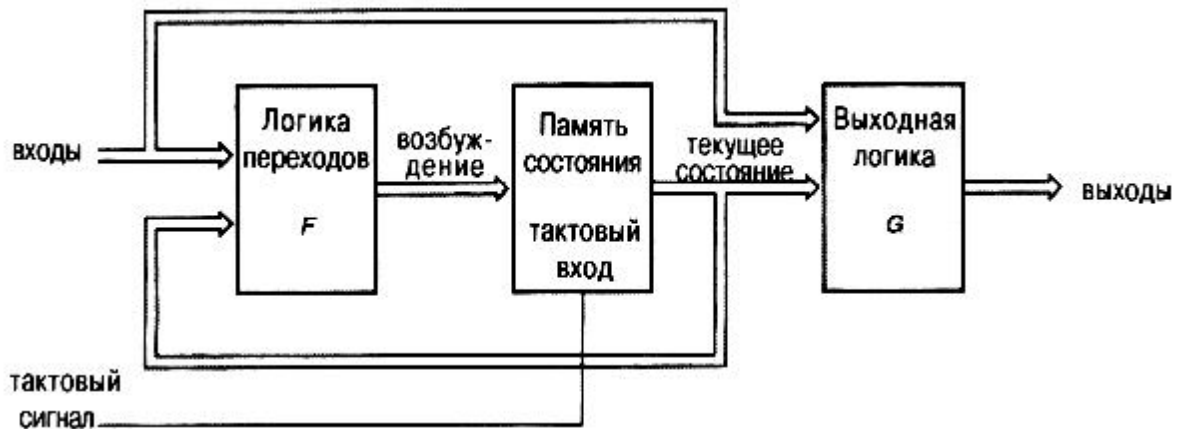 входы
Логика
переходов
F
возбуж-
дение
Память
состояния
тактовый
вход
текущее
состояние
Выходная
логика
G
выходы
тактовый
сигнал